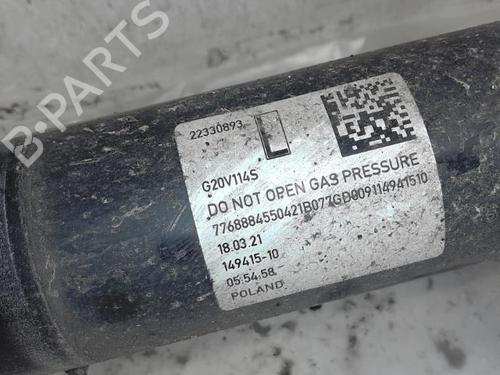 B-PARTS
22330893
L
G20V114S
DO NOT OPEN GAS PRESSURE
7768884550421B077GD009114941510
18.03.21
149415-10
05:54:58
POLAND